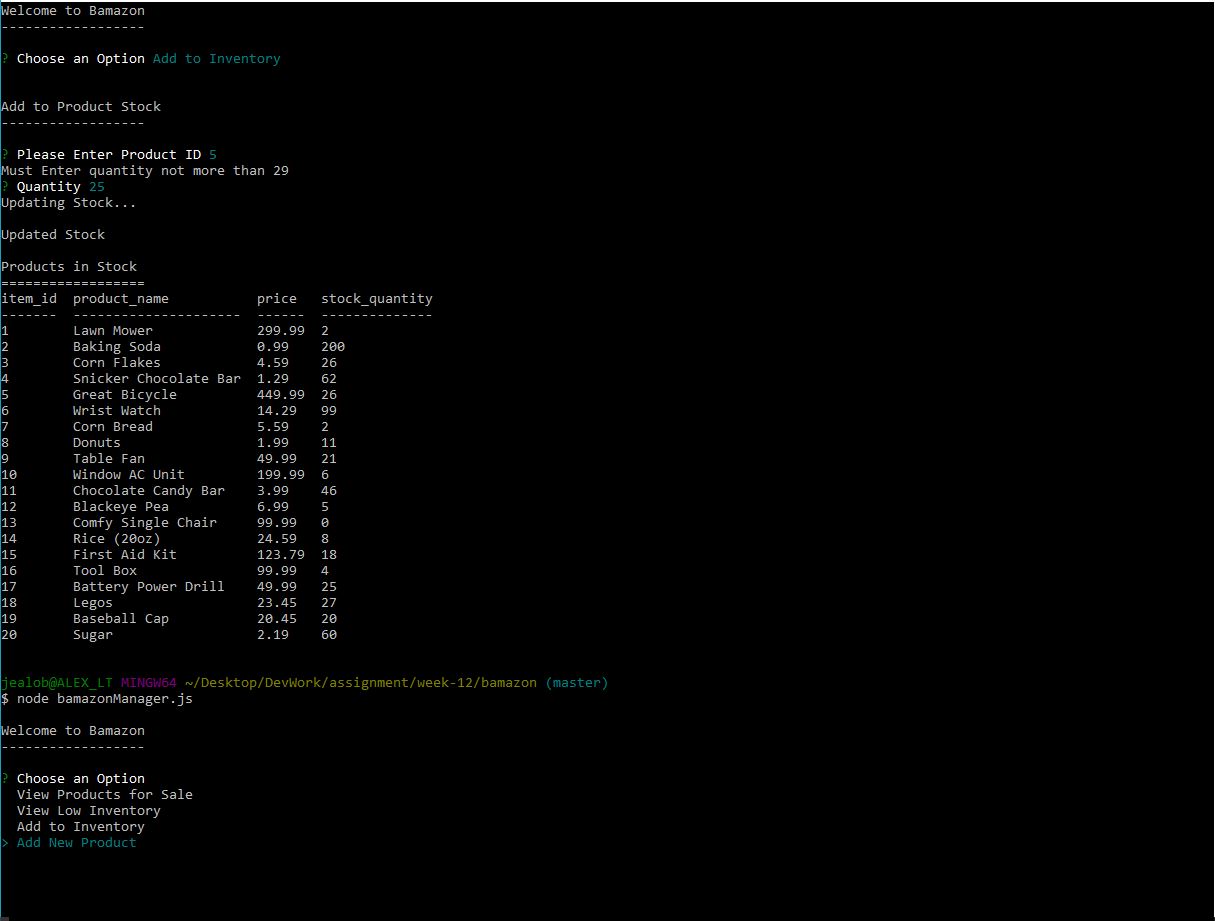 Welcome to Bamazon
------------------
? Choose an Option Add to Inventory
Add to Product Stock
------------------
? Please Enter Product ID 5
Must Enter quantity not more than 29
? Quantity 25
Updating Stock...
Updated Stock
Products in Stock
==================
item_id  product_name           price   stock_quantity
-------  ---------------------  ------  --------------
1        Lawn Mower             299.99  2
2        Baking Soda            0.99    200
3        Corn Flakes            4.59    26
4        Snicker Chocolate Bar  1.29    62
5        Great Bicycle          449.99  26
6        Wrist Watch            14.29   99
7        Corn Bread             5.59    2
8        Donuts                 1.99    11
9        Table Fan              49.99   21
10       Window AC Unit         199.99  6
11       Chocolate Candy Bar    3.99    46
12       Blackeye Pea           6.99    5
13       Comfy Single Chair     99.99   0
14       Rice (20oz)            24.59   8
15       First Aid Kit          123.79  18
16       Tool Box               99.99   4
17       Battery Power Drill    49.99   25
18       Legos                  23.45   27
19       Baseball Cap           20.45   20
20       Sugar                  2.19    60
jealob@ALEX_LT MINGW64 ~/Desktop/DevWork/assignment/week-12/bamazon (master)
$ node bamazonManager.js
Welcome to Bamazon
------------------
? Choose an Option
View Products for Sale
View Low Inventory
Add to Inventory
> Add New Product